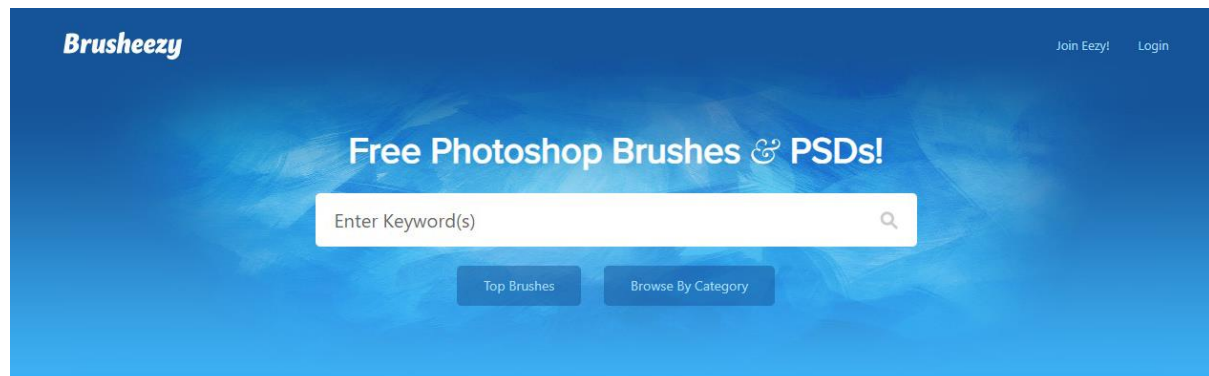 Brusheezy
Join Eezy! Login
Free Photoshop Brushes & PSDs!
Enter Keyword(s)
Top Brushes Browse By Category